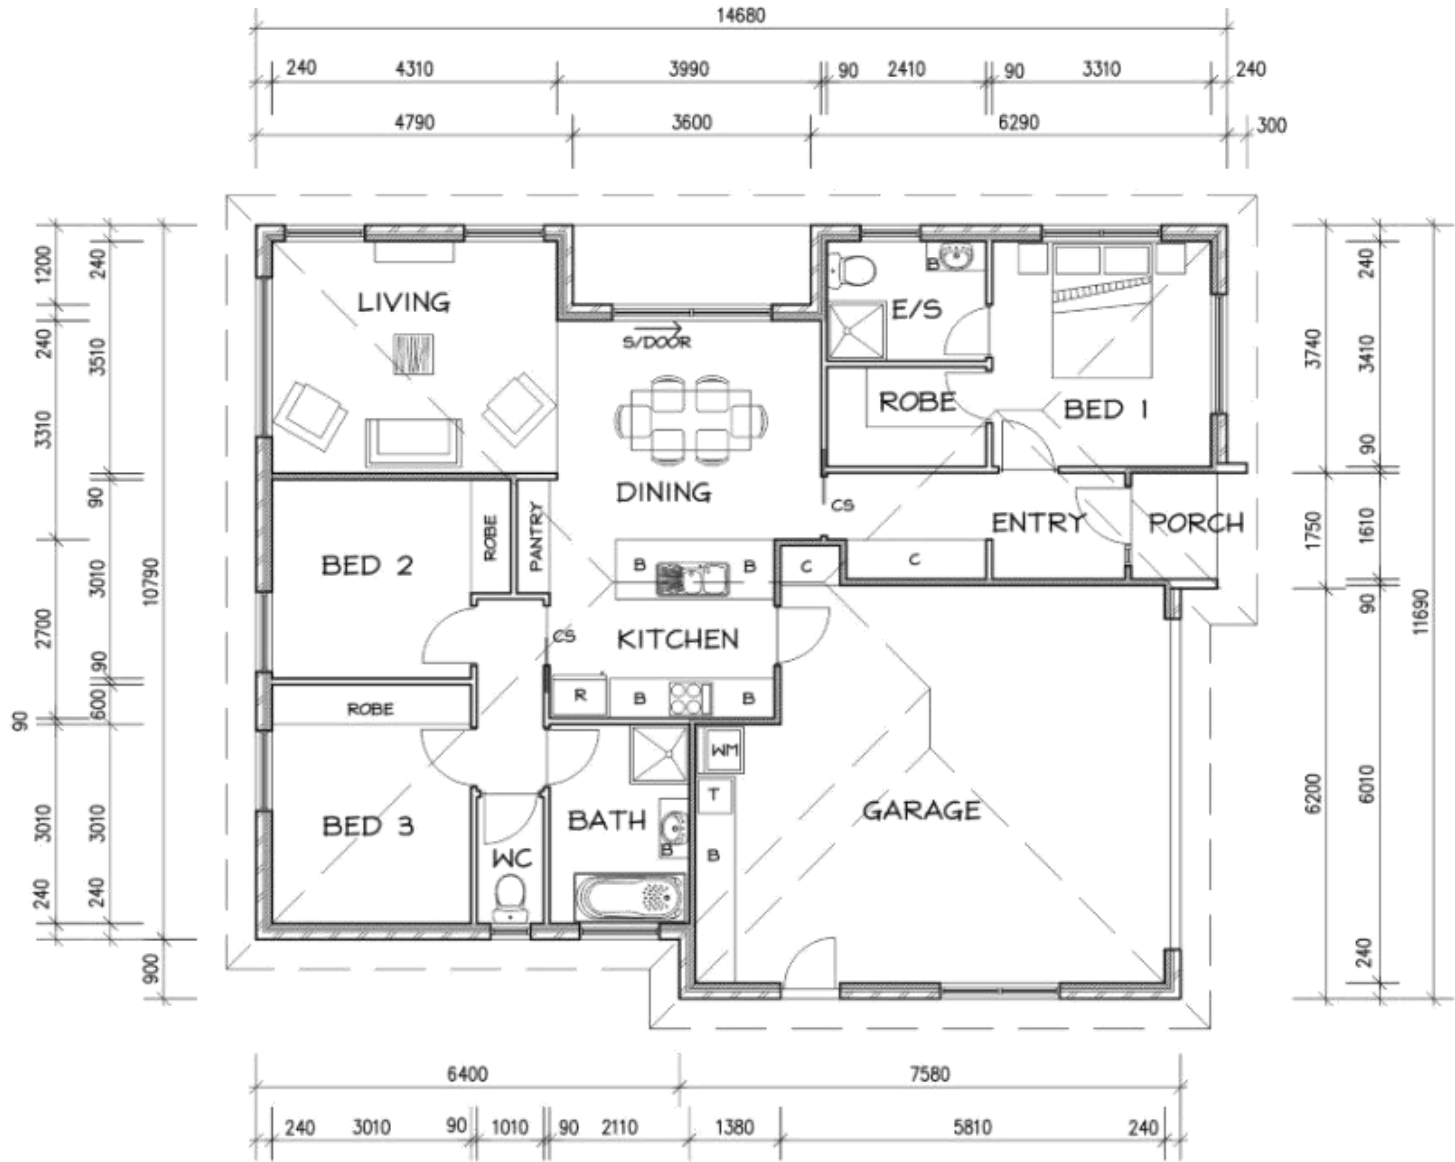 14680
240 4310 3990 90 2410 90 3310 240
4790 3600 6290 300
1200 240
240 3510
3310
90
2700 3010
90
90 600
3010 3010
240 240
10790
900
LIVING
S/DOOR
E/S
B
ROBE
BED 1
DINING
CS
ENTRY
PORCH
BED 2
ROBE
PANTRY
B
B
C
C
KITCHEN
CS
R
B
B
ROBE
WM
T
B
BED 3
WC
BATH
B
GARAGE
240
3740 3410
90
1750 1610
90
6200 6010
240
11690
6400 7580
240 3010 90 1010 90 2110 1380 5810 240